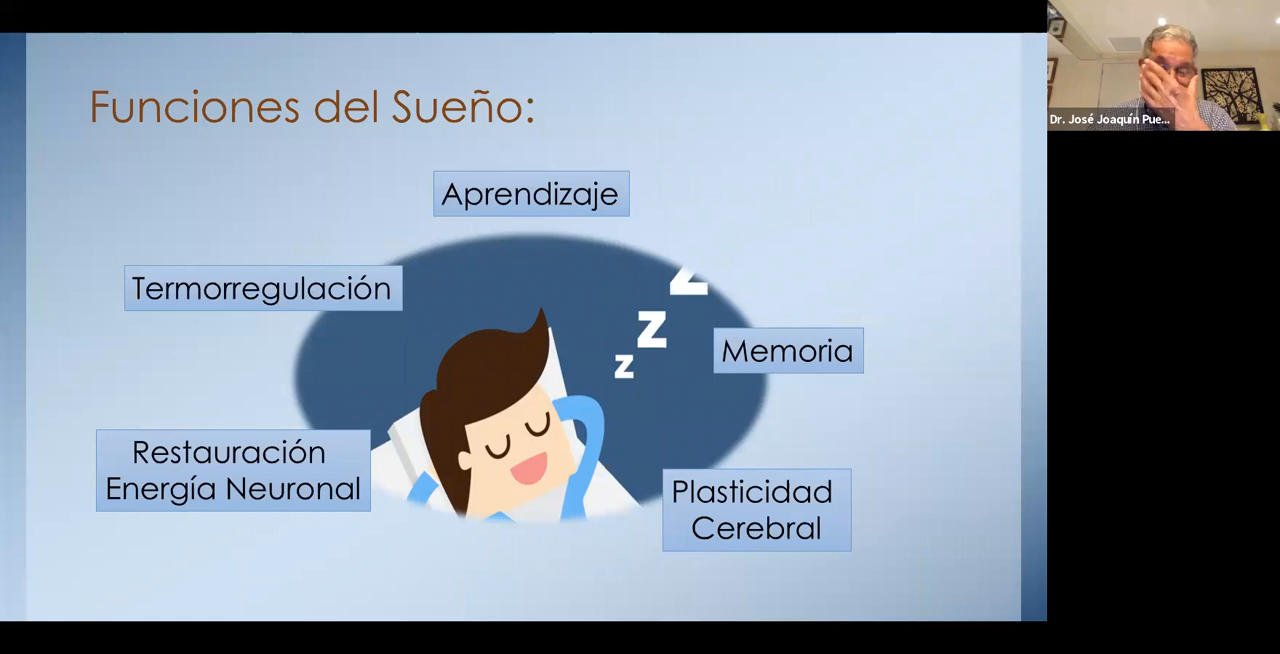 Funciones del Sueño:
Aprendizaje
Termorregulación
Memoria
Restauración
Energía Neuronal
Plasticidad
Cerebral
z
z
z
Dr. José Joaquín Pue...